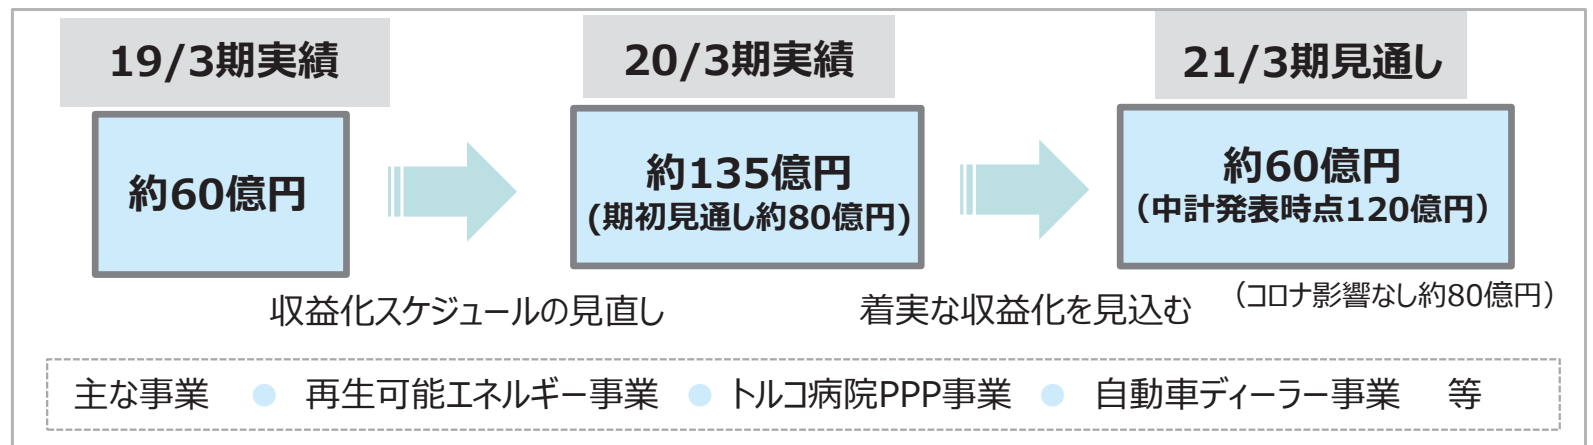 19/3期実績
20/3期実績
21/3期見通し
約60億円
約135億円
(期初見通し約80億円)
約60億円
（中計発表時点120億円）
収益化スケジュールの見直し
着実な収益化を見込む
（コロナ影響なし約80億円）
主な事業 ● 再生可能エネルギー事業 ● トルコ病院PPP事業 ● 自動車ディーラー事業 等